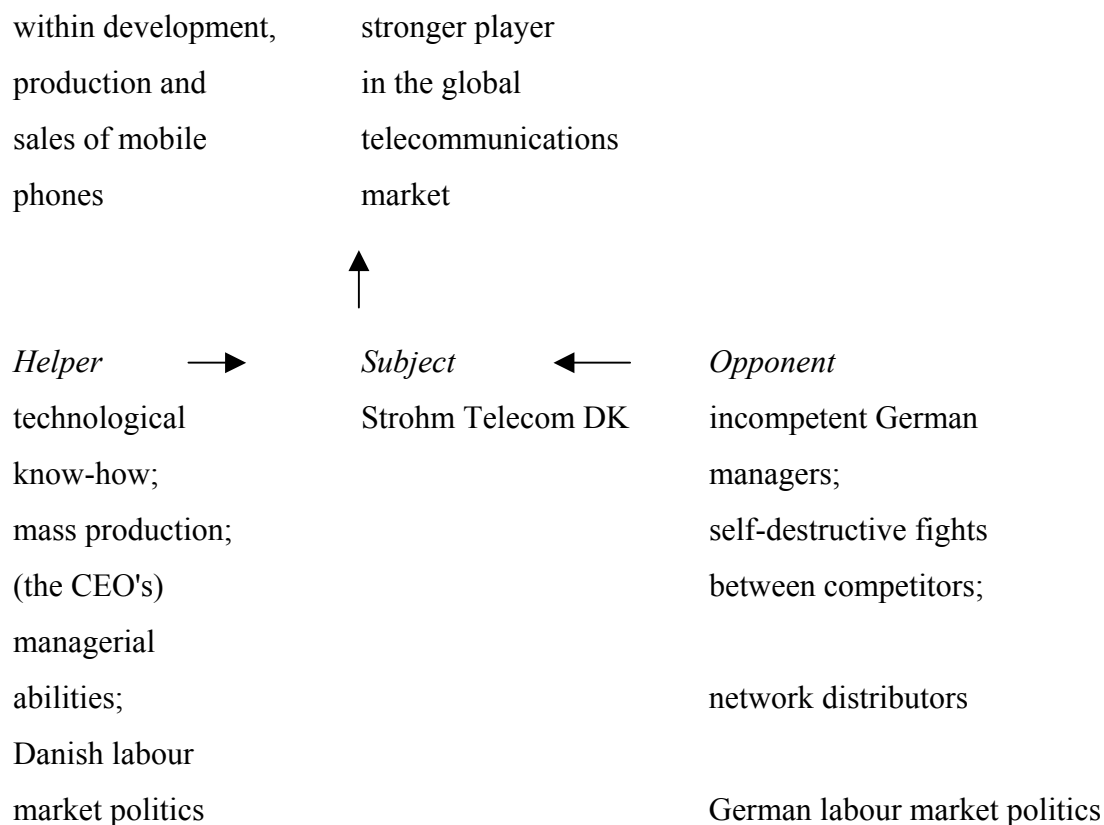 within development,
stronger player
production and
in the global
sales of mobile
telecommunications
phones
market
Helper
Subject
Opponent
technological
Strohm Telecom DK
incompetent German
know-how;
managers;
mass production;
self-destructive fights
(the CEO's)
between competitors;
managerial
abilities;
network distributors
Danish labour
market politics
German labour market politics